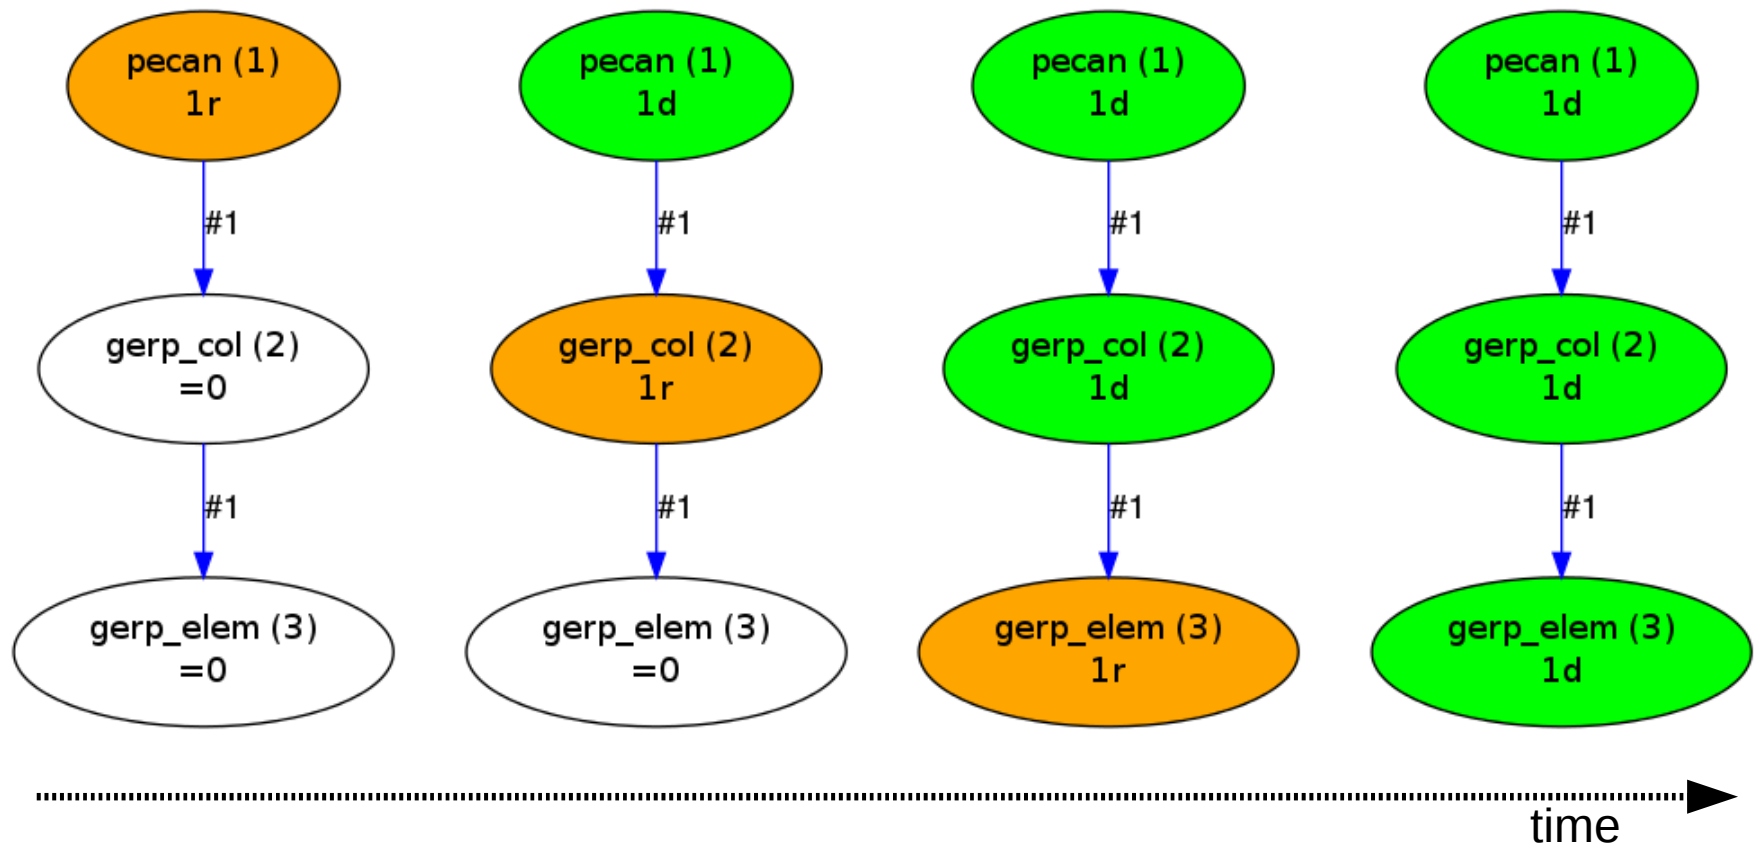 pecan (1)
1r
#1
gerp_col (2)
=0
#1
gerp_elem (3)
=0
pecan (1)
1d
#1
gerp_col (2)
1r
#1
gerp_elem (3)
=0
pecan (1)
1d
#1
gerp_col (2)
1d
#1
gerp_elem (3)
1r
pecan (1)
1d
#1
gerp_col (2)
1d
#1
gerp_elem (3)
1d
time